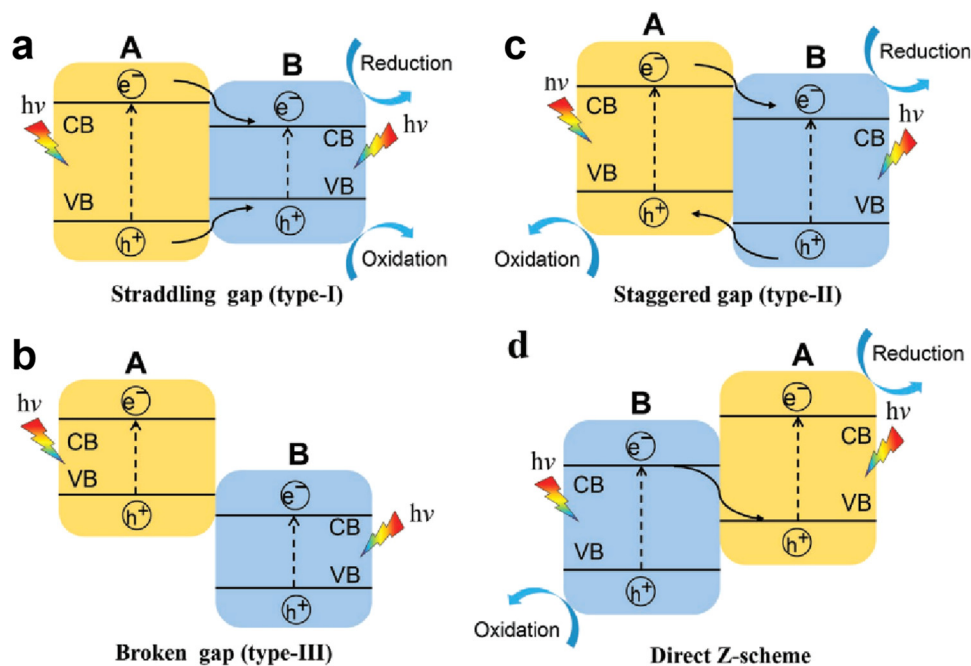 a
A
B
e⁻
e⁻
Reduction
hν
hν
CB
CB
VB
VB
h⁺
h⁺
Oxidation
Straddling gap (type-I)
c
A
B
e⁻
e⁻
Reduction
hν
hν
CB
CB
VB
VB
h⁺
h⁺
Oxidation
Staggered gap (type-II)
b
A
hν
e⁻
CB
VB
h⁺
B
e⁻
hν
CB
VB
h⁺
Broken gap (type-III)
d
A
Reduction
B
e⁻
hν
e⁻
hν
CB
CB
VB
VB
h⁺
h⁺
Oxidation
Direct Z-scheme